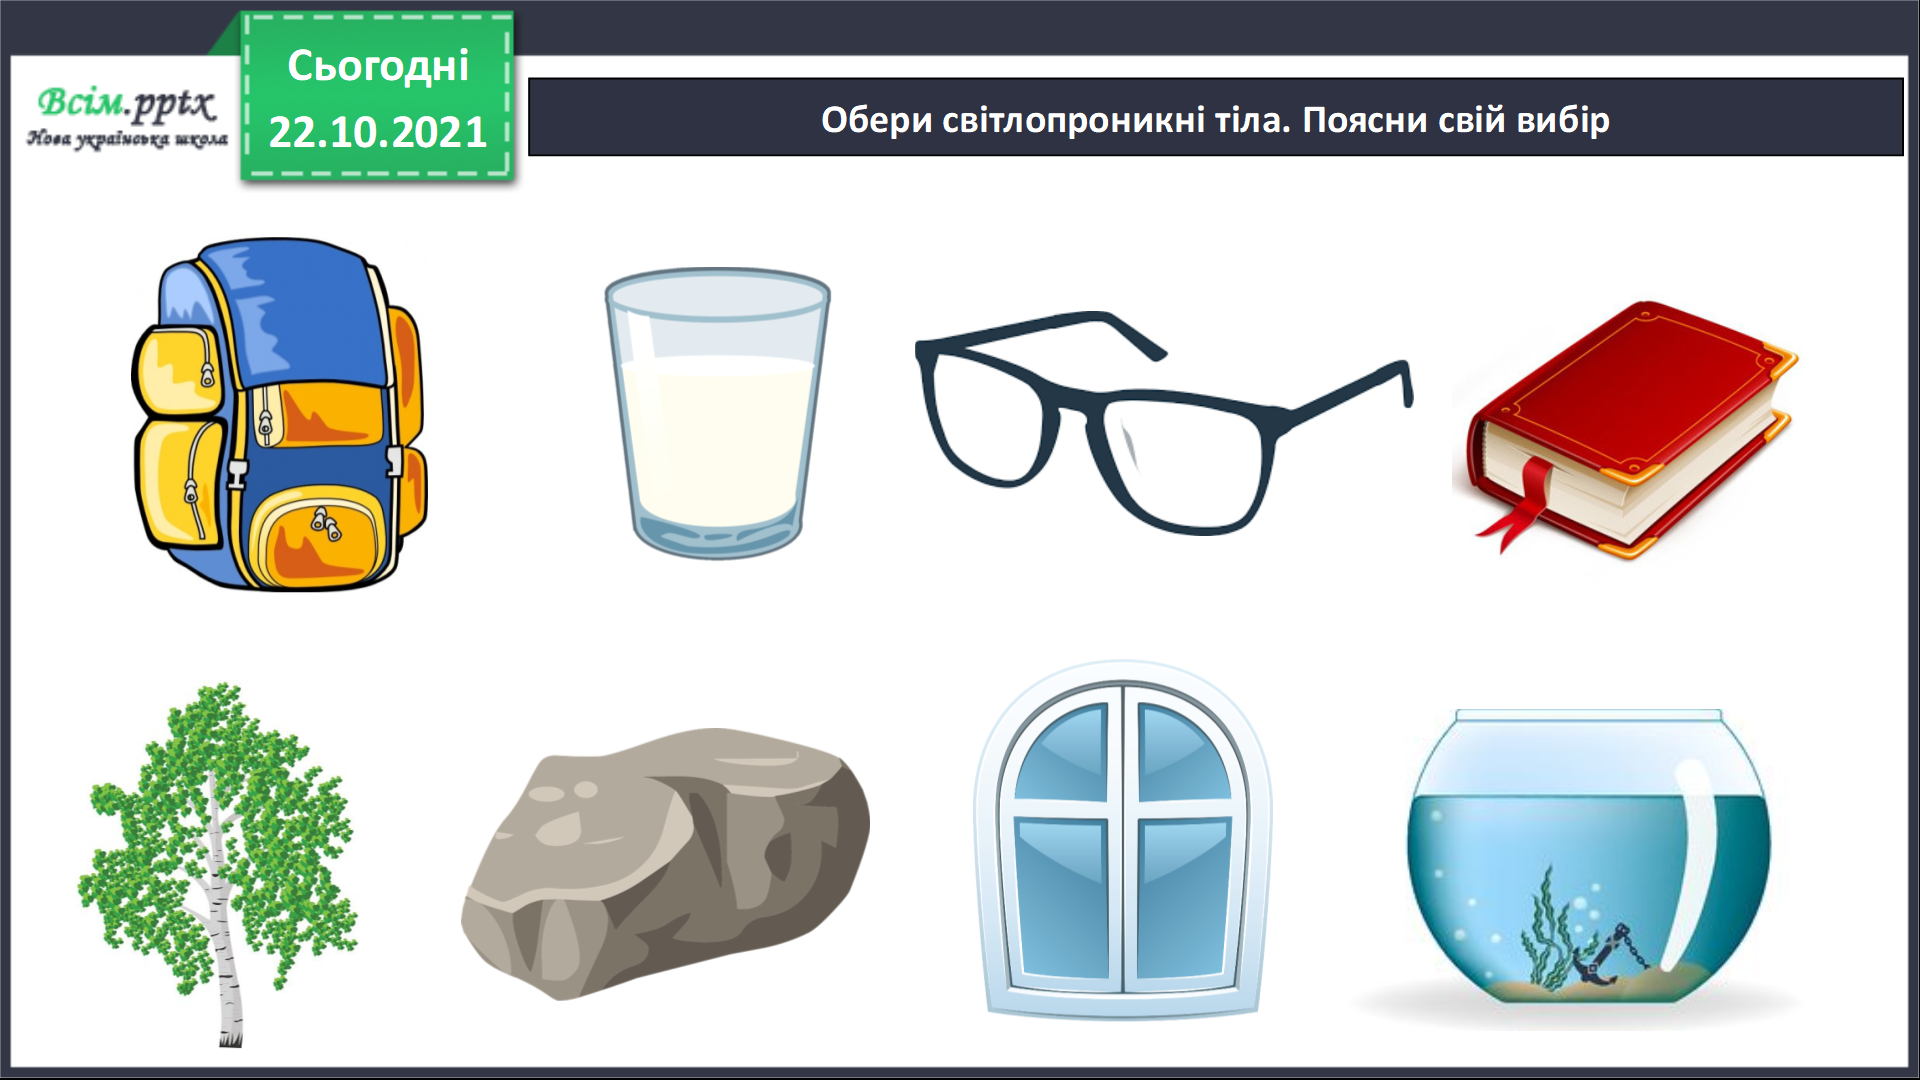 Всім.pptx
Нова українська школа
Сьогодні
22.10.2021
Обери світлопроникні тіла. Поясни свій вибір